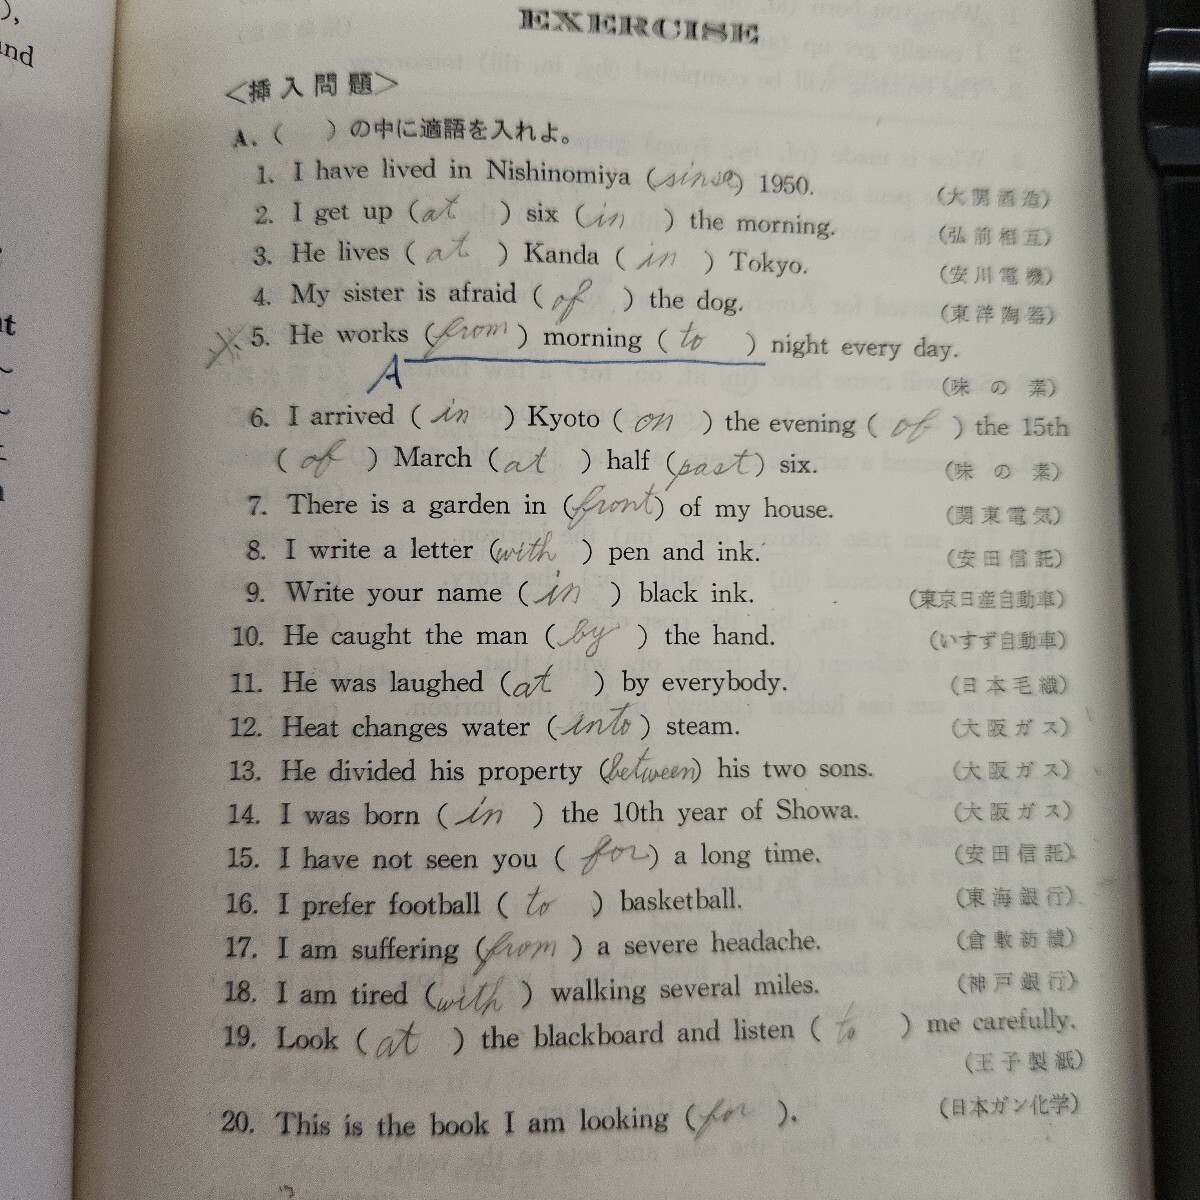 ),
and
EXERCISE
<挿入問題>
A. ( )の中に適語を入れよ。
1. I have lived in Nishinomiya (since) 1950. (大関酒造)
2. I get up (at) six (in) the morning. (弘前相互)
3. He lives (at) Kanda (in) Tokyo. (安川電機)
4. My sister is afraid (of) the dog. (東洋陶器)
5. He works (from) morning (to) night every day.
A
(味の素)
6. I arrived (in) Kyoto (on) the evening (of) the 15th
(of) March (at) half (past) six. (味の素)
7. There is a garden in (front) of my house. (関東電気)
8. I write a letter (with) pen and ink. (安田信託)
9. Write your name (in) black ink. (東京日産自動車)
10. He caught the man (by) the hand. (いすず自動車)
11. He was laughed (at) by everybody. (日本毛織)
12. Heat changes water (into) steam. (大阪ガス)
13. He divided his property (between) his two sons. (大阪ガス)
14. I was born (in) the 10th year of Showa. (大阪ガス)
15. I have not seen you (for) a long time. (安田信託)
16. I prefer football (to) basketball. (東海銀行)
17. I am suffering (from) a severe headache. (倉敷紡績)
18. I am tired (with) walking several miles. (神戸銀行)
19. Look (at) the blackboard and listen (to) me carefully.
(王子製紙)
20. This is the book I am looking (for). (日本ガン化学)